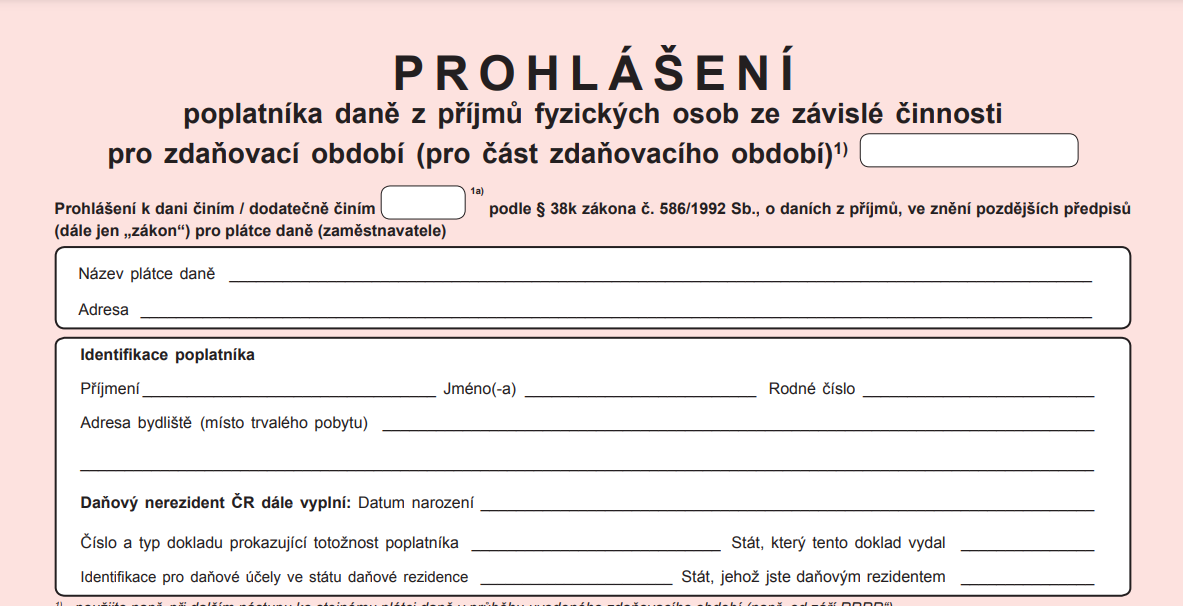 PROHLÁŠENÍ
poplatníka daně z příjmů fyzických osob ze závislé činnosti
pro zdaňovací období (pro část zdaňovacího období)1)
Prohlášení k dani činím / dodatečně činím 1a) podle § 38k zákona č. 586/1992 Sb., o daních z příjmů, ve znění pozdějších předpisů
(dále jen „zákon“) pro plátce daně (zaměstnavatele)
Název plátce daně
Adresa
Identifikace poplatníka
Příjmení Jméno(-a) Rodné číslo
Adresa bydliště (místo trvalého pobytu)
Daňový nerezident ČR dále vyplní: Datum narození
Číslo a typ dokladu prokazující totožnost poplatníka Stát, který tento doklad vydal
Identifikace pro daňové účely ve státu daňové rezidence Stát, jehož jste daňovým rezidentem